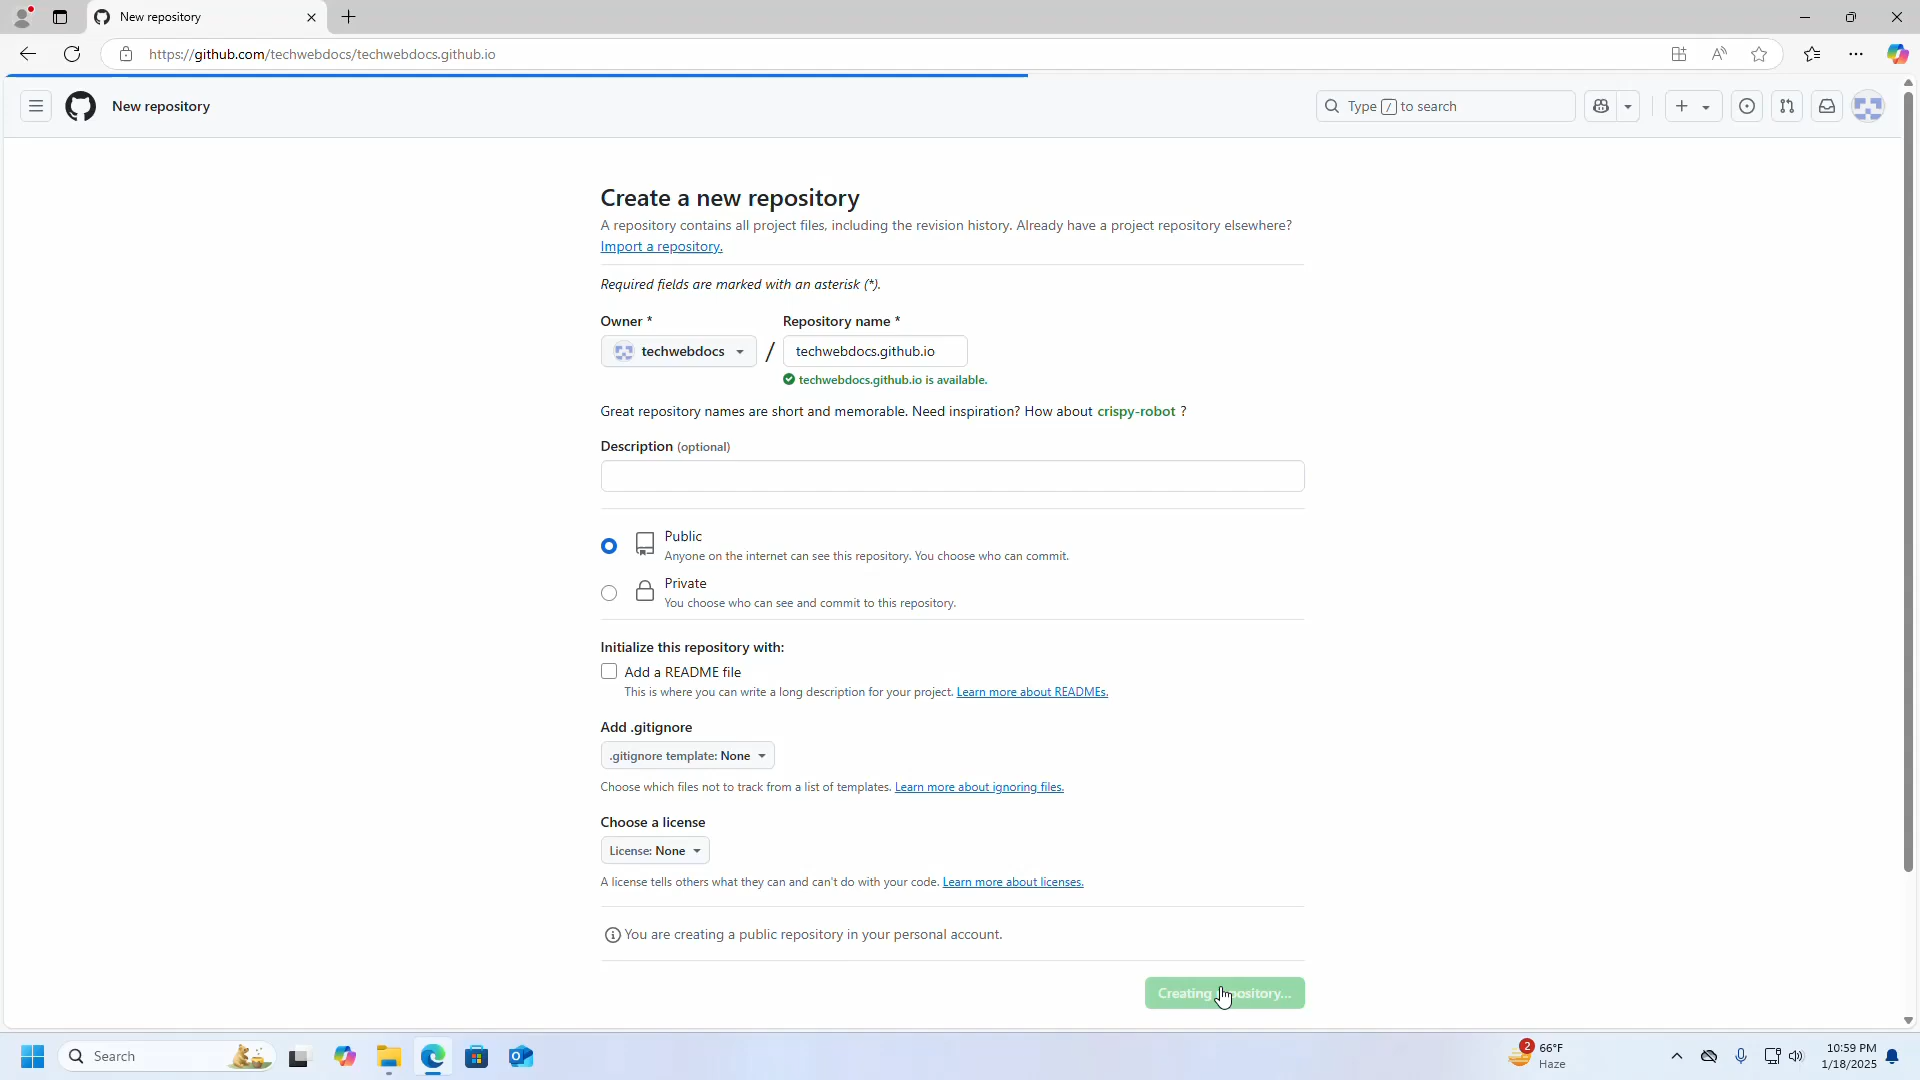 New repository
https://github.com/techwebdocs/techwebdocs.github.io
New repository
Type / to search
Create a new repository
A repository contains all project files, including the revision history. Already have a project repository elsewhere?
Import a repository.
Required fields are marked with an asterisk (*).
Owner *
Repository name *
techwebdocs
/
techwebdocs.github.io
techwebdocs.github.io is available.
Great repository names are short and memorable. Need inspiration? How about crispy-robot ?
Description (optional)
Public
Anyone on the internet can see this repository. You choose who can commit.
Private
You choose who can see and commit to this repository.
Initialize this repository with:
Add a README file
This is where you can write a long description for your project. Learn more about READMEs.
Add .gitignore
.gitignore template: None
Choose which files not to track from a list of templates. Learn more about ignoring files.
Choose a license
License: None
A license tells others what they can and can't do with your code. Learn more about licenses.
You are creating a public repository in your personal account.
Creating repository...
Search
2
66°F
Haze
10:59 PM
1/18/2025